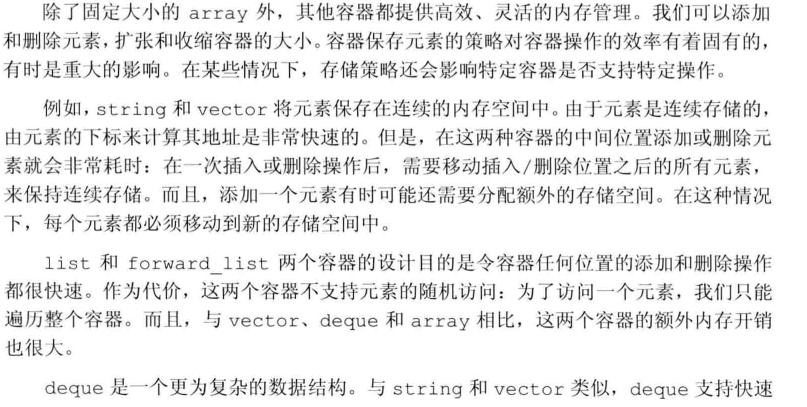 除了固定大小的 array 外，其他容器都提供高效、灵活的内存管理。我们可以添加
和删除元素，扩张和收缩容器的大小。容器保存元素的策略对容器操作的效率有着固有的，
有时是重大的影响。在某些情况下，存储策略还会影响特定容器是否支持特定操作。
例如，string 和 vector 将元素保存在连续的内存空间中。由于元素是连续存储的，
由元素的下标来计算其地址是非常快速的。但是，在这两种容器的中间位置添加或删除元
素就会非常耗时：在一次插入或删除操作后，需要移动插入/删除位置之后的所有元素，
来保持连续存储。而且，添加一个元素有时可能还需要分配额外的存储空间。在这种情况
下，每个元素都必须移动到新的存储空间中。
list 和 forward_list 两个容器的设计目的是令容器任何位置的添加和删除操作
都很快速。作为代价，这两个容器不支持元素的随机访问：为了访问一个元素，我们只能
遍历整个容器。而且，与 vector、deque 和 array 相比，这两个容器的额外内存开销
也很大。
deque 是一个更为复杂的数据结构。与 string 和 vector 类似，deque 支持快速